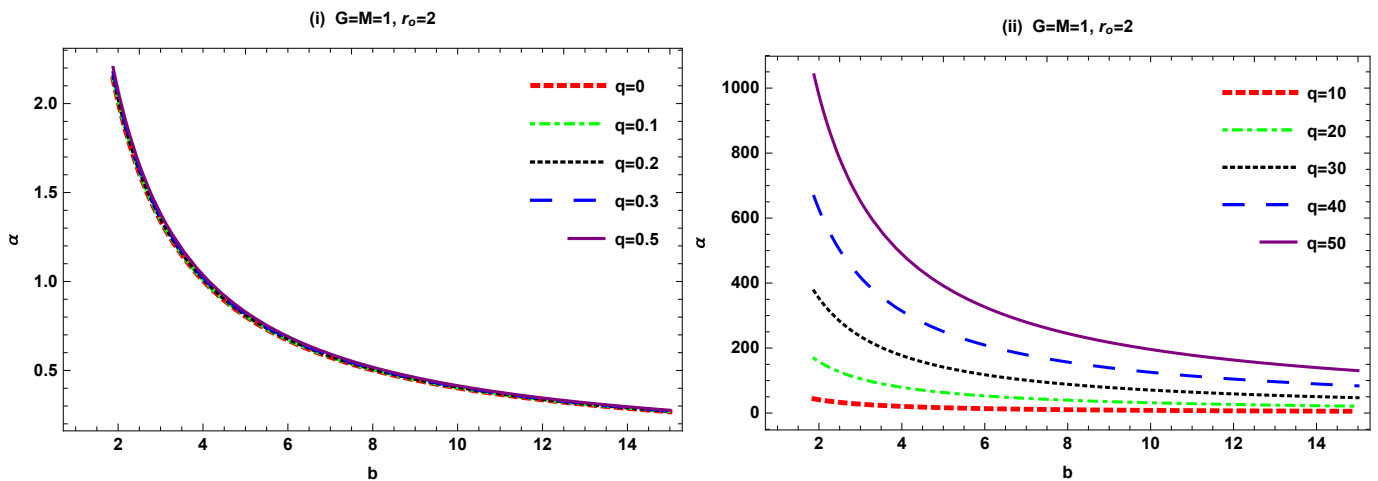 (i) G=M=1, rₒ=2
2.0
1.5
1.0
0.5
α
q=0
q=0.1
q=0.2
q=0.3
q=0.5
2 4 6 8 10 12 14
b
(ii) G=M=1, rₒ=2
1000
800
600
400
200
0
α
q=10
q=20
q=30
q=40
q=50
2 4 6 8 10 12 14
b